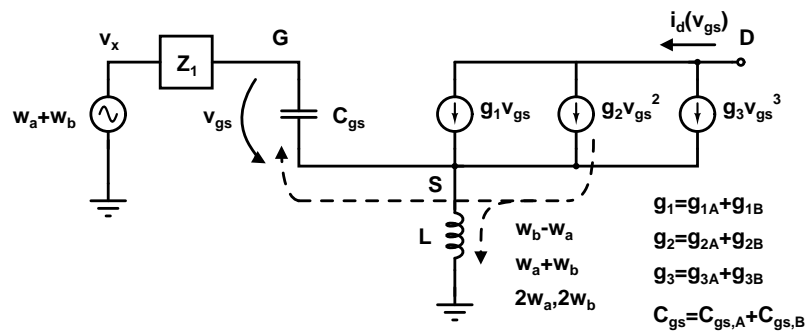 i_d(v_gs)
v_x
G
D
Z_1
w_a+w_b
v_gs
C_gs
g_1v_gs
g_2v_gs^2
g_3v_gs^3
S
L
w_b-w_a
w_a+w_b
2w_a,2w_b
g_1=g_1A+g_1B
g_2=g_2A+g_2B
g_3=g_3A+g_3B
C_gs=C_gs,A+C_gs,B